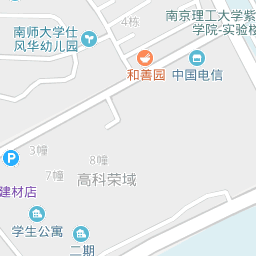 南京理工大学紫
学院-实验楼
4栋
南师大学仕
风华幼儿园
和善园
中国电信
3幢
8幢
7幢
高科荣域
建材店
学生公寓
二期